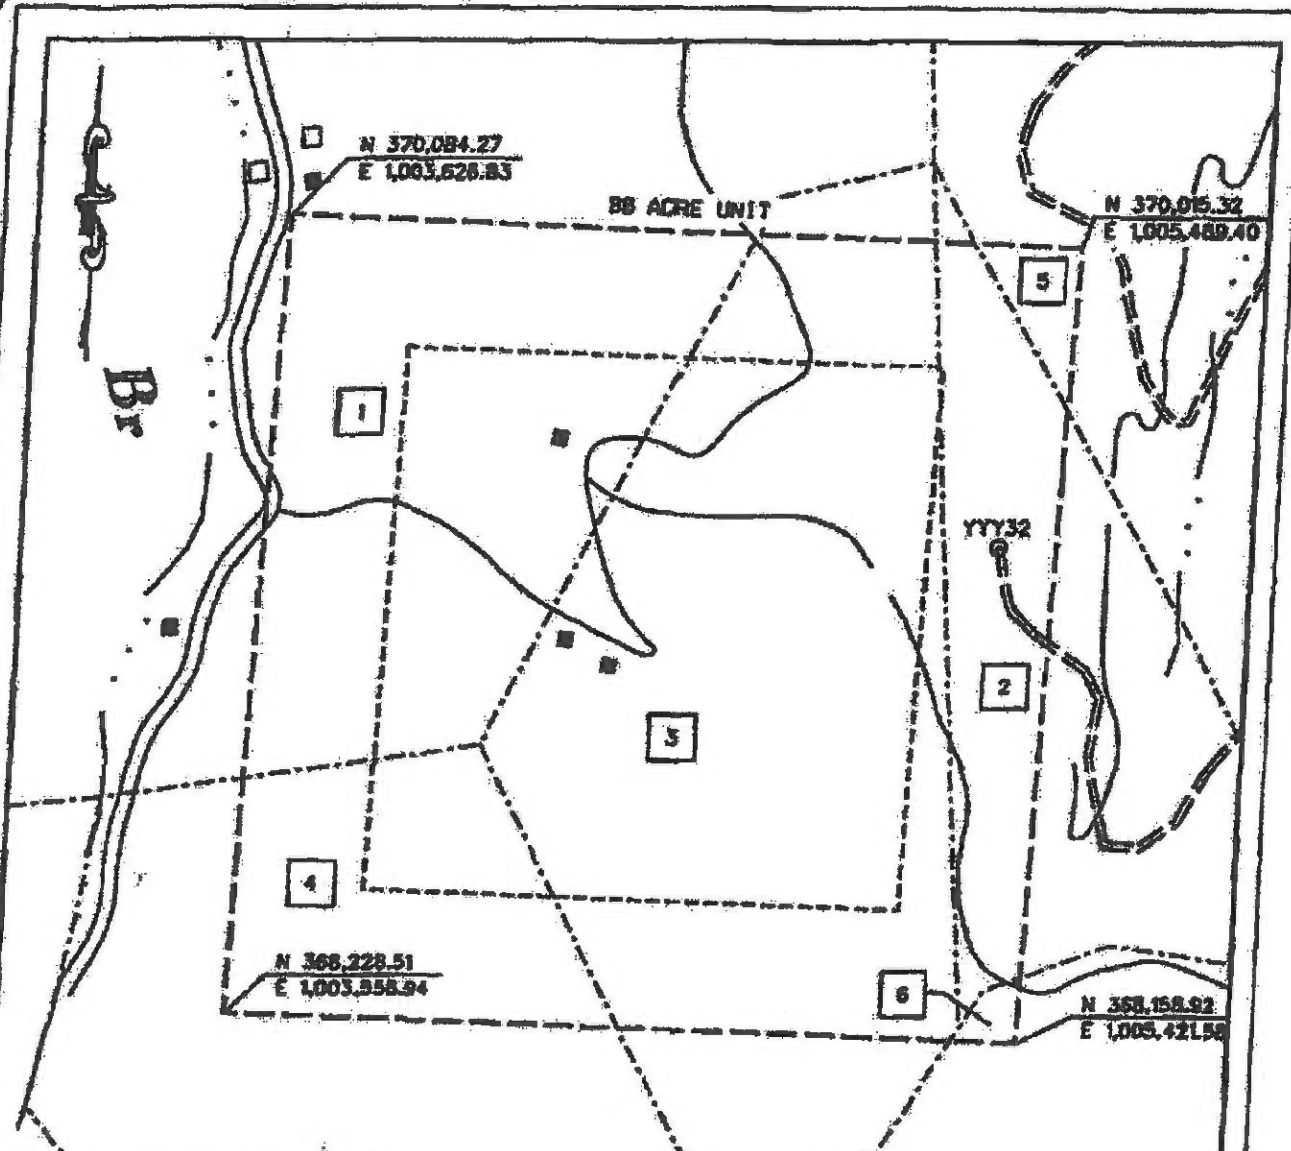 N 370,084.27
E 1,003,626.83
88 ACRE UNIT
N 370,015.32
E 1,005,489.40
5
Br
1
YYY32
2
3
4
N 368,228.51
E 1,003,558.94
6
N 368,158.92
E 1,005,421.58